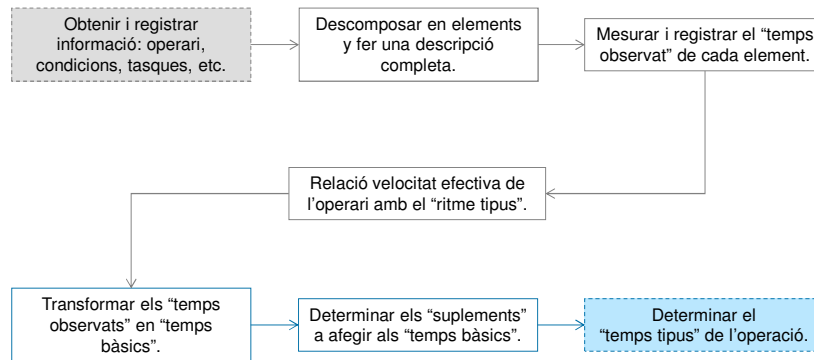 Obtenir i registrar
informació: operari,
condicions, tasques, etc.
Descomposar en elements
y fer una descripció
completa.
Mesurar i registrar el “temps
observat” de cada element.
Relació velocitat efectiva de
l’operari amb el “ritme tipus”.
Transformar els “temps
observats” en “temps
bàsics”.
Determinar els “suplements”
a afegir als “temps bàsics”.
Determinar el
“temps tipus” de l’operació.